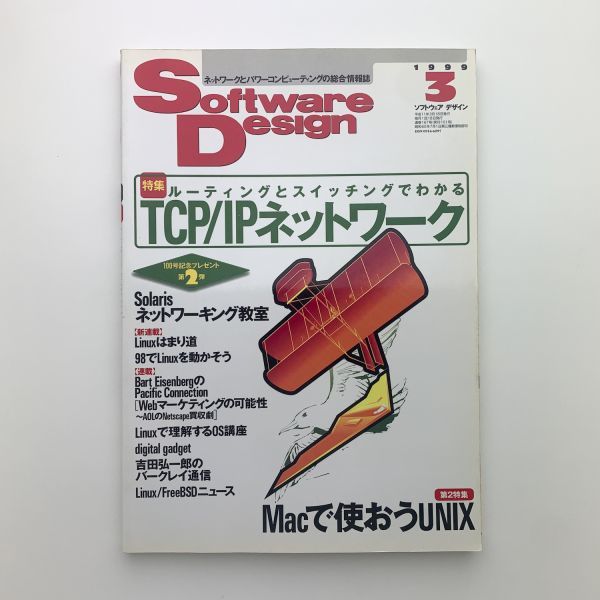 ネットワークとパワーコンピューティングの総合情報誌
1999
3
Software
Design
ソフトウェア デザイン
特集
ルーティングとスイッチングでわかる
TCP/IPネットワーク
100号記念プレゼント
第2弾
Solaris
ネットワーキング教室
【新連載】
Linuxはまり道
98でLinuxを動かそう
【連載】
Bart Eisenbergの
Pacific Connection
[Webマーケティングの可能性
～AOLのNetscape買収劇]
Linuxで理解するOS講座
digital gadget
吉田弘一郎の
バークレイ通信
Linux/FreeBSDニュース
第2特集
Macで使おうUNIX